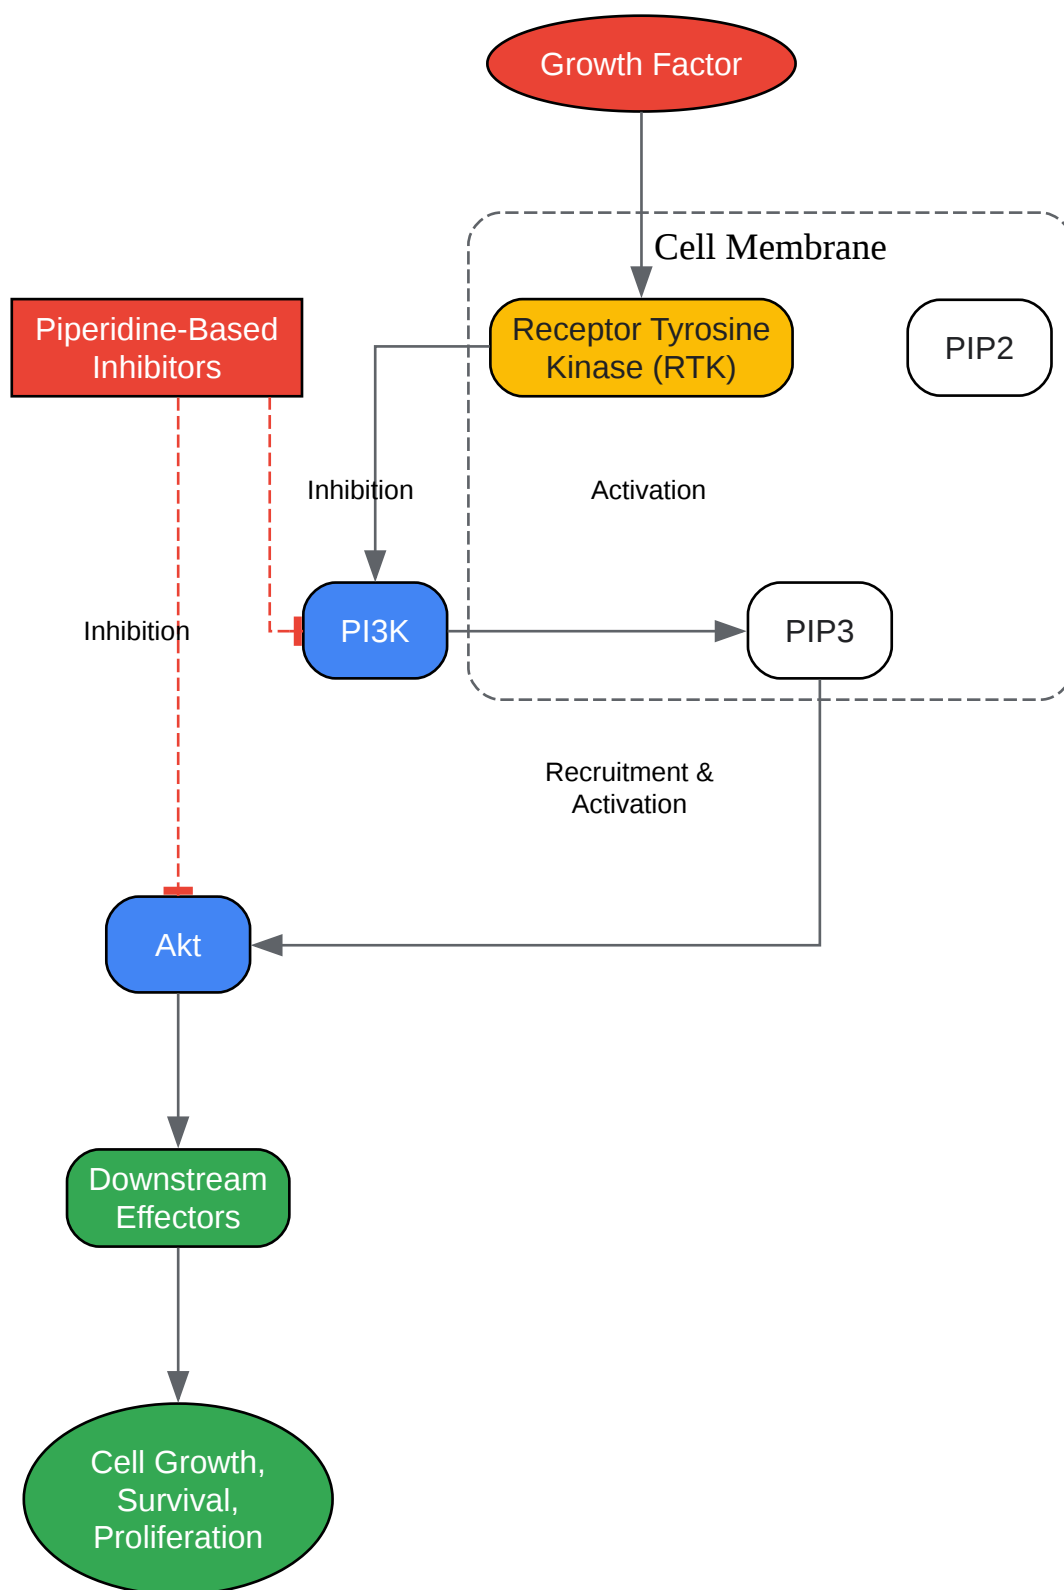 Growth Factor
Cell Membrane
Piperidine-Based
Inhibitors
Receptor Tyrosine
Kinase (RTK)
PIP2
Inhibition
Activation
Inhibition
PI3K
PIP3
Recruitment &
Activation
Akt
Downstream
Effectors
Cell Growth,
Survival,
Proliferation